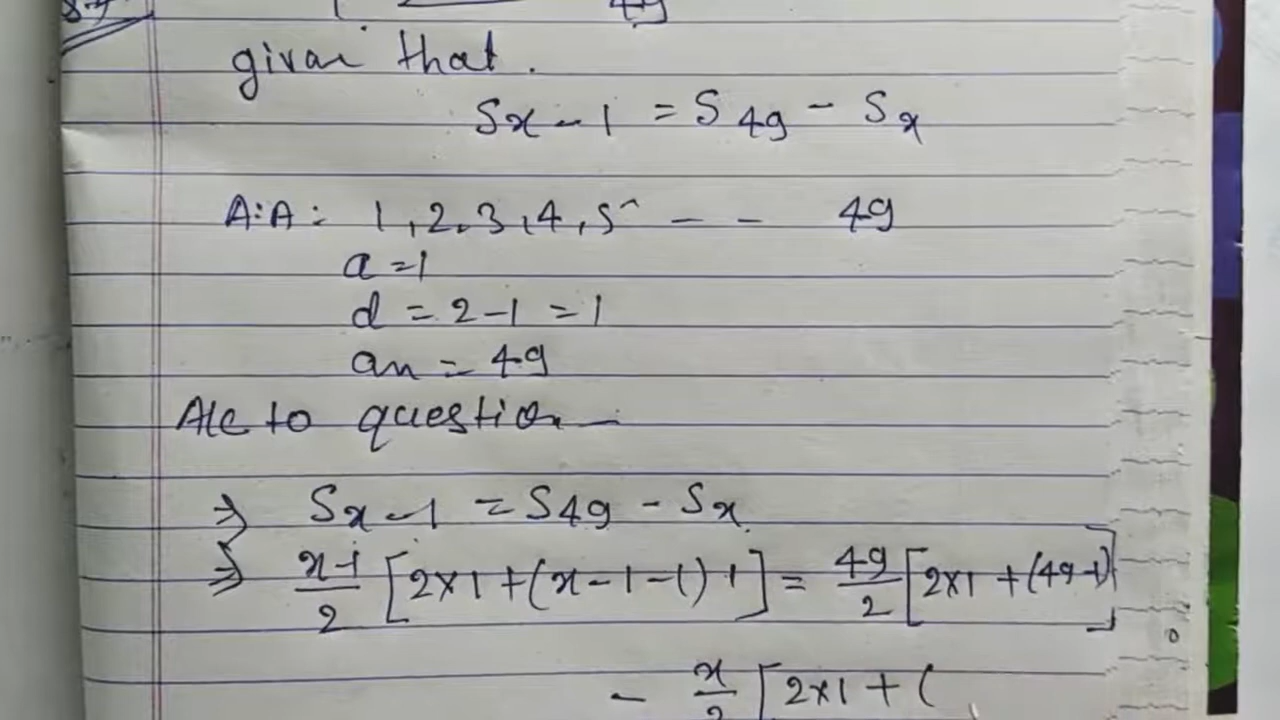 49
given that.
Sx-1 = S49 - Sx
A:A: 1,2,3,4,5 - - 49
a=1
d = 2-1 = 1
an = 49
A/c to question -
⇒ Sx-1 = S49 - Sx
⇒ x-1/2 [2×1+(x-1-1)1] = 49/2 [2×1+(49-1)]
- x/2 [2×1+(